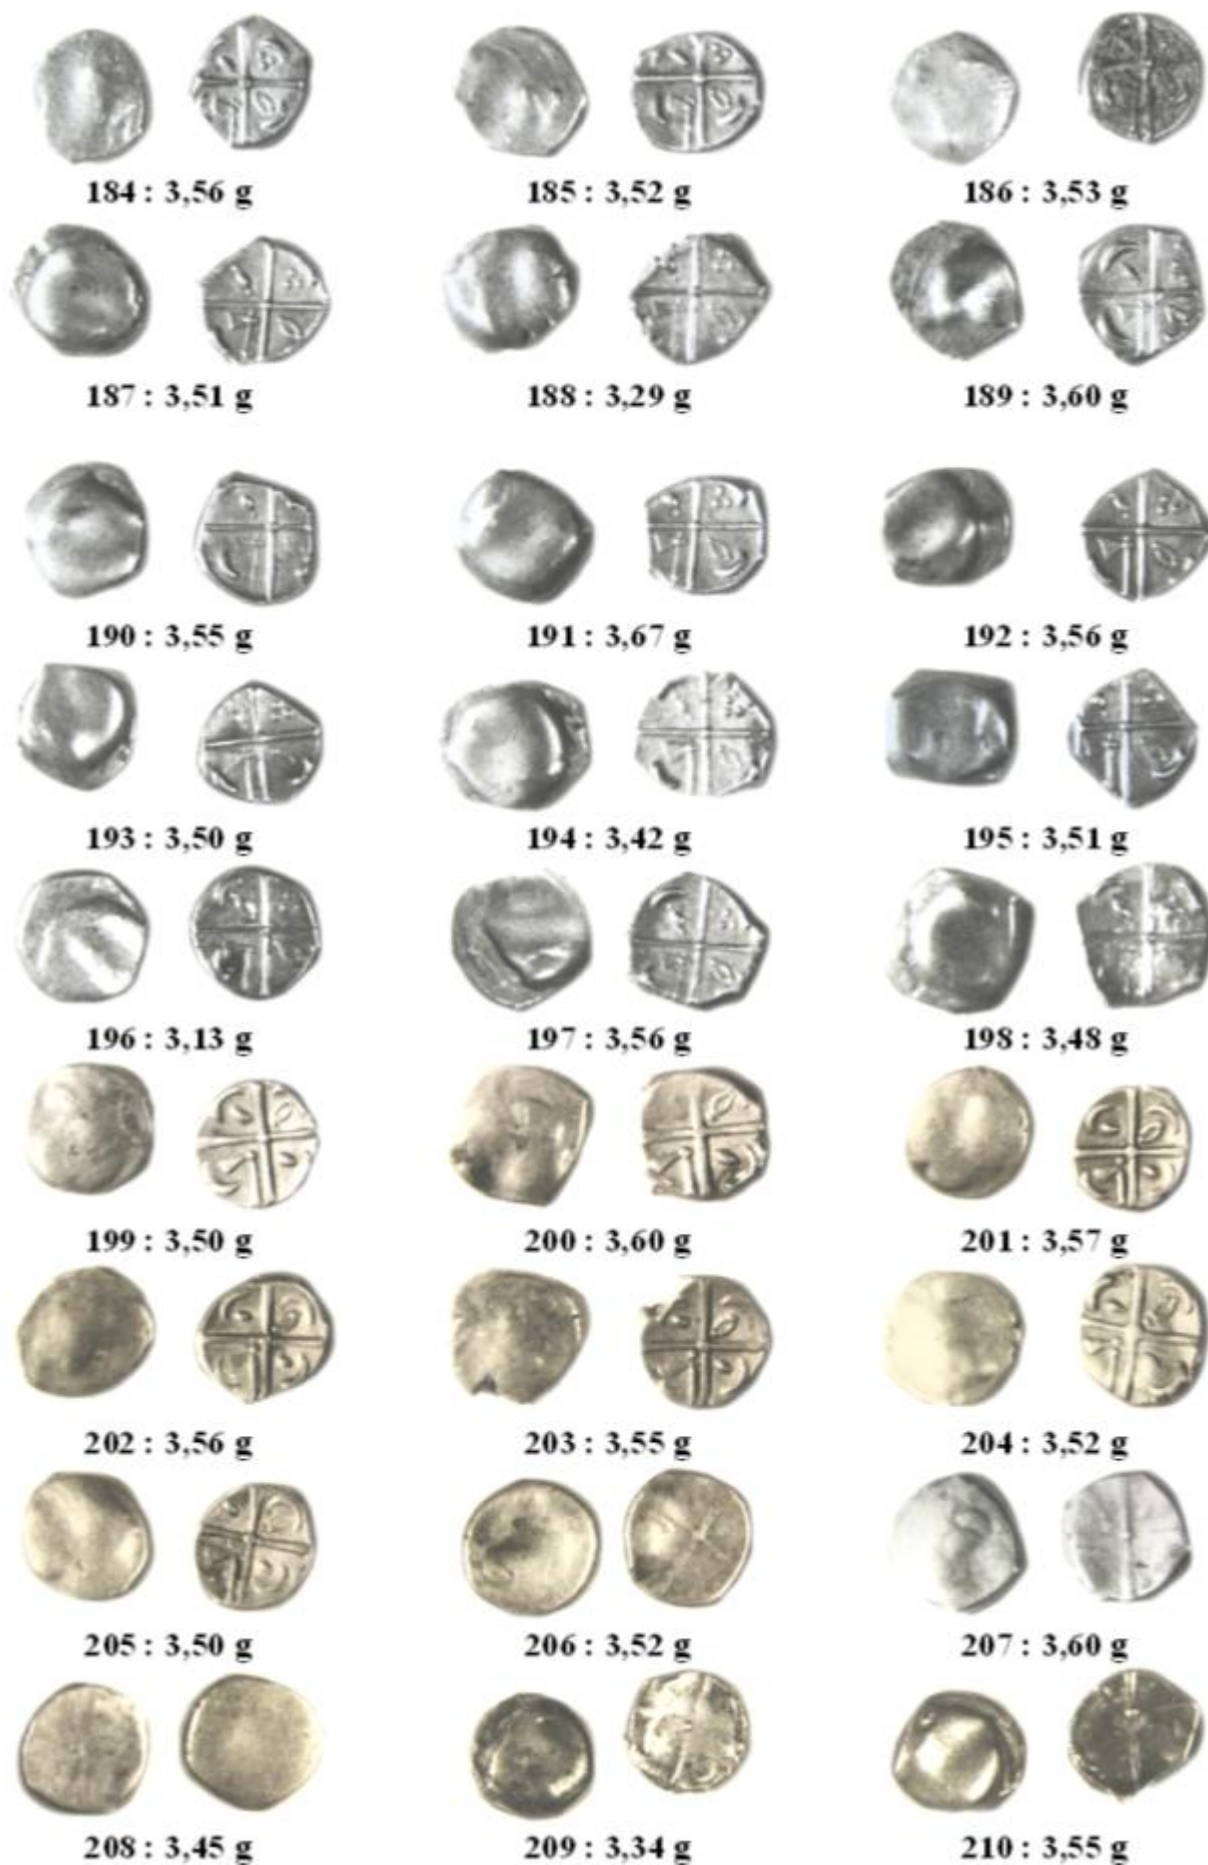 184 : 3,56 g 185 : 3,52 g 186 : 3,53 g
187 : 3,51 g 188 : 3,29 g 189 : 3,60 g
190 : 3,55 g 191 : 3,67 g 192 : 3,56 g
193 : 3,50 g 194 : 3,42 g 195 : 3,51 g
196 : 3,13 g 197 : 3,56 g 198 : 3,48 g
199 : 3,50 g 200 : 3,60 g 201 : 3,57 g
202 : 3,56 g 203 : 3,55 g 204 : 3,52 g
205 : 3,50 g 206 : 3,52 g 207 : 3,60 g
208 : 3,45 g 209 : 3,34 g 210 : 3,55 g